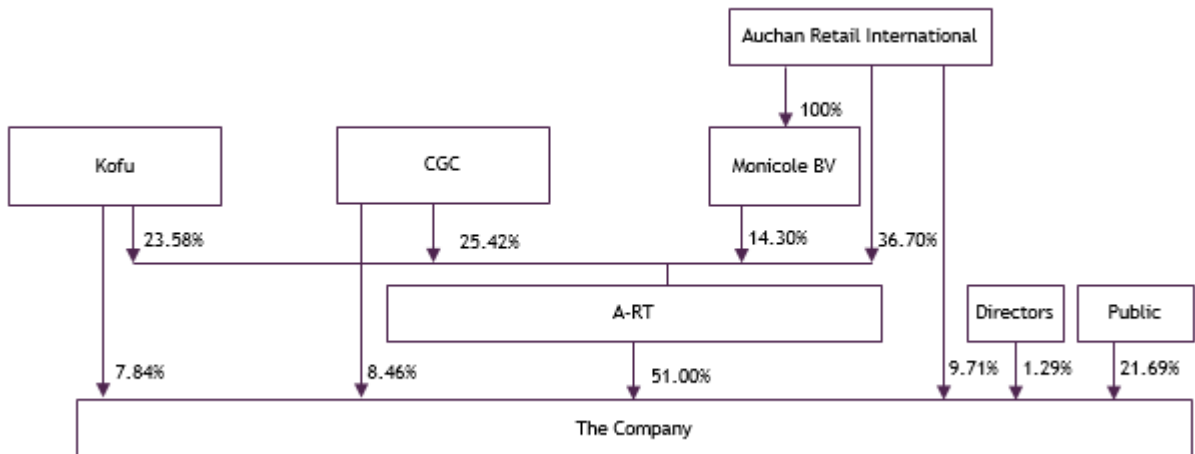 Auchan Retail International
100%
Kofu
CGC
Monicole BV
23.58%
25.42%
14.30%
36.70%
A-RT
Directors
Public
7.84%
8.46%
51.00%
9.71%
1.29%
21.69%
The Company